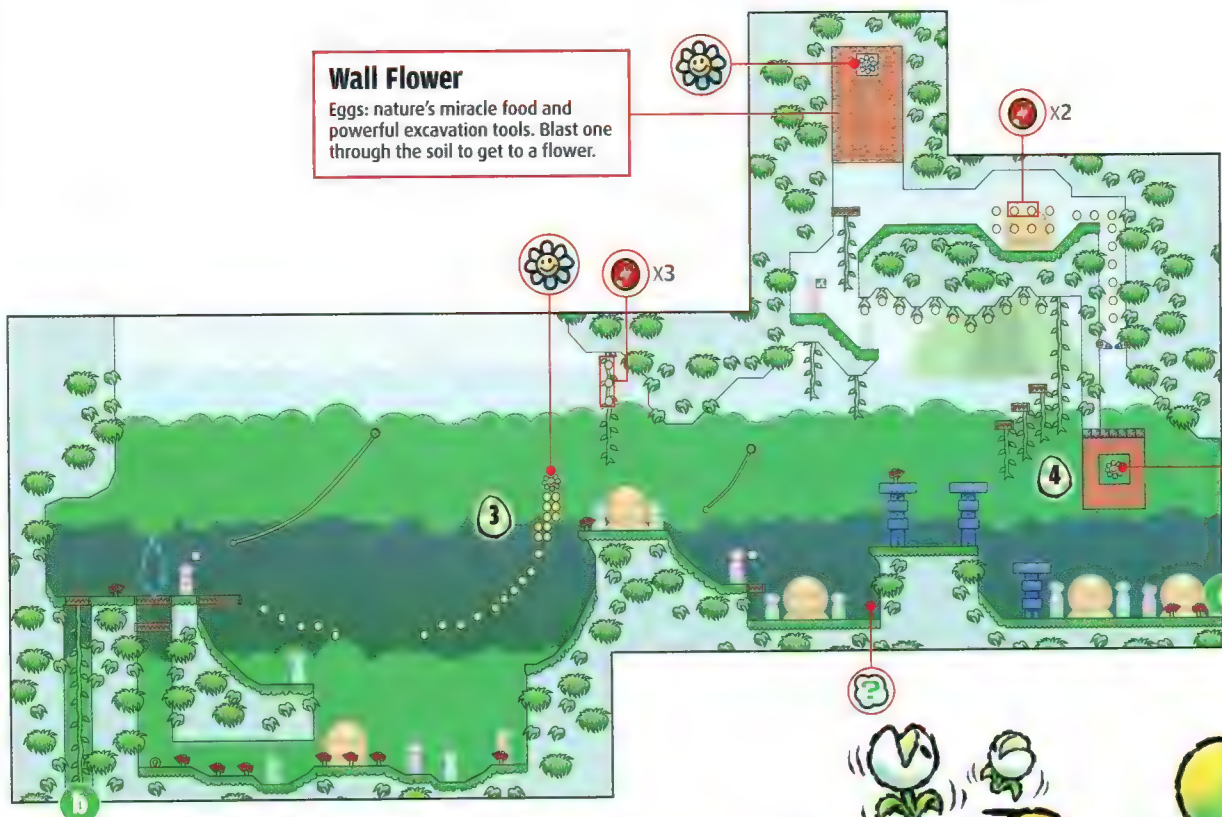 Wall Flower
Eggs: nature's miracle food and
powerful excavation tools. Blast one
through the soil to get to a flower.
X2
X3
3
4
?
b